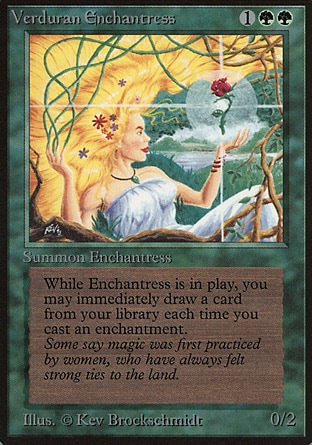 Verduran Enchantress 1
Summon Enchantress
While Enchantress is in play, you
may immediately draw a card
from your library each time you
cast an enchantment.
Some say magic was first practiced
by women, who have always felt
strong ties to the land.
Illus. © Kev Brockschmidt 0/2